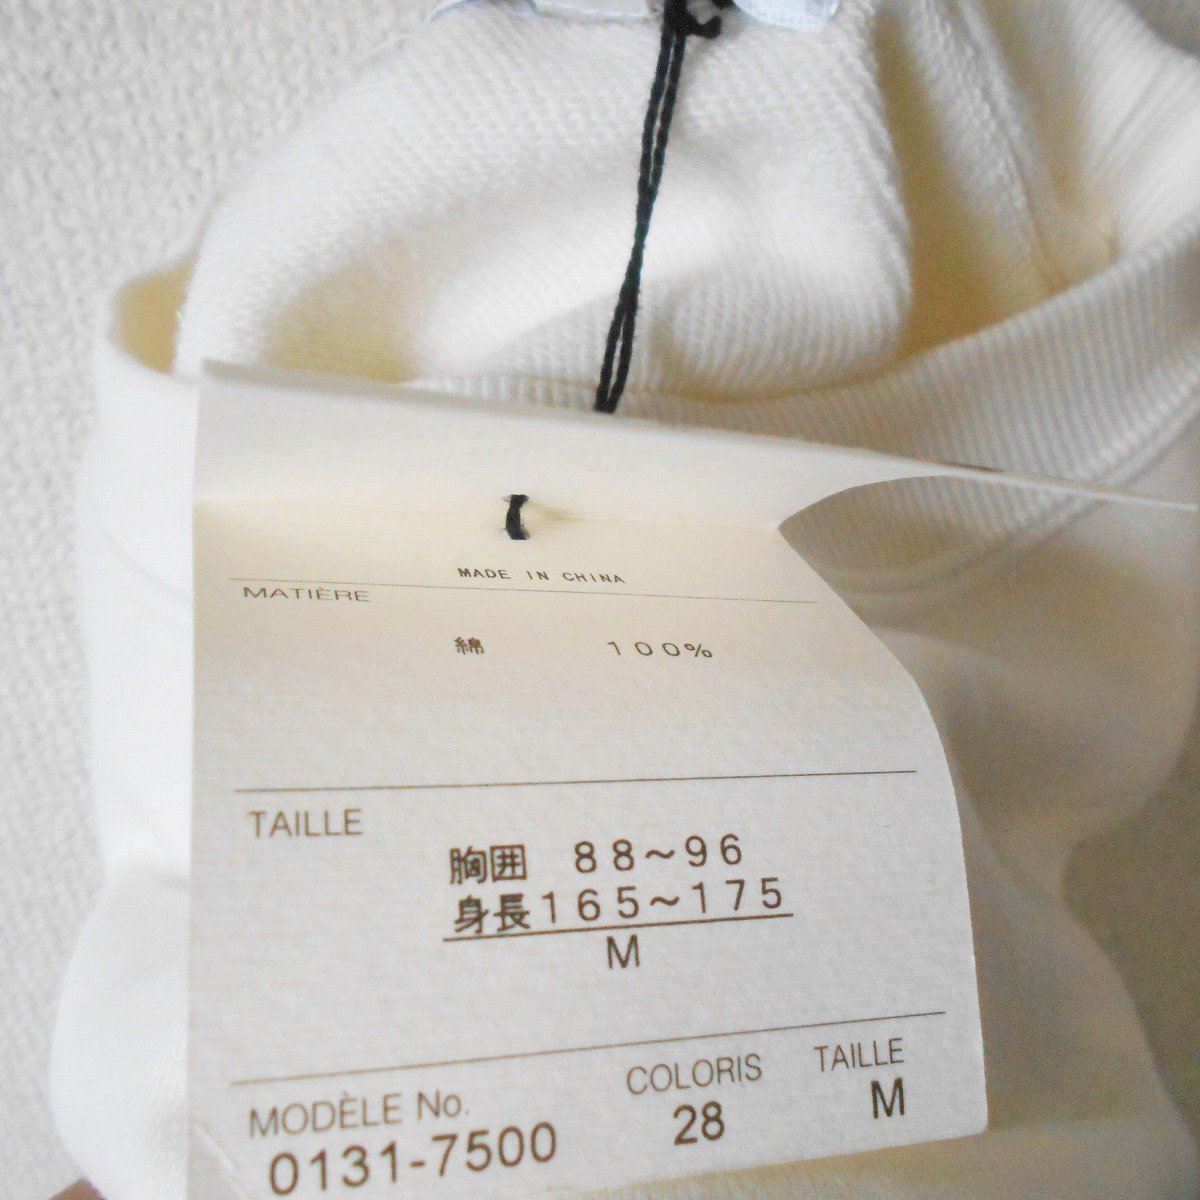 MADE IN CHINA
MATIÈRE
綿 100%
TAILLE
胸囲 88~96
身長165~175
M
MODÈLE No. COLORIS TAILLE
0131-7500 28 M